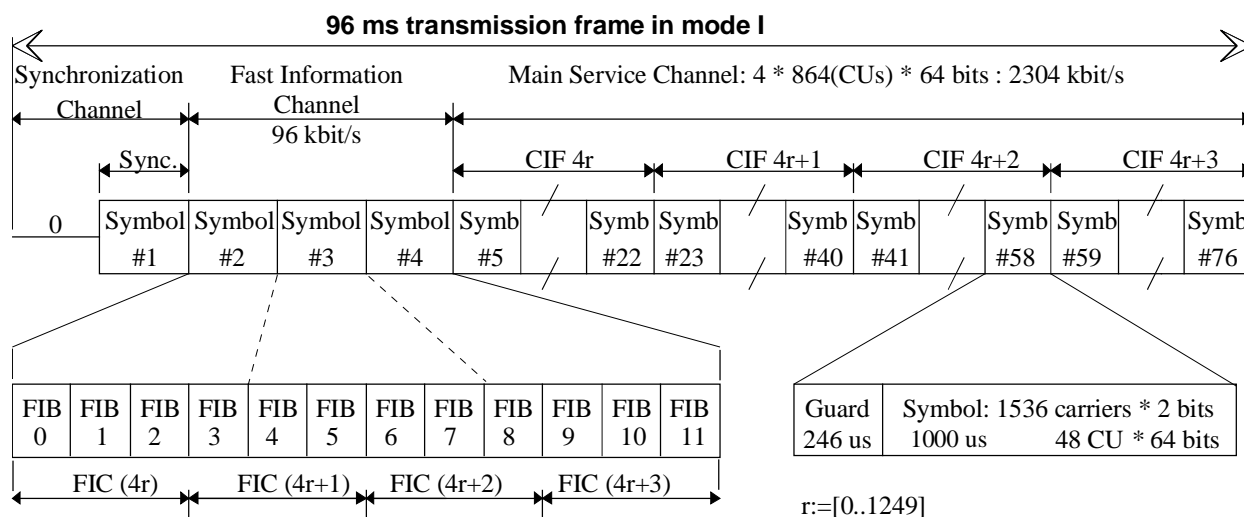 96 ms transmission frame in mode I
Synchronization
Channel
Fast Information
Channel
96 kbit/s
Main Service Channel: 4 * 864(CUs) * 64 bits : 2304 kbit/s
Sync.
CIF 4r
CIF 4r+1
CIF 4r+2
CIF 4r+3
0
Symbol
#1
Symbol
#2
Symbol
#3
Symbol
#4
Symb
#5
Symb
#22
Symb
#23
Symb
#40
Symb
#41
Symb
#58
Symb
#59
Symb
#76
FIB
0
FIB
1
FIB
2
FIB
3
FIB
4
FIB
5
FIB
6
FIB
7
FIB
8
FIB
9
FIB
10
FIB
11
FIC (4r)
FIC (4r+1)
FIC (4r+2)
FIC (4r+3)
Guard
246 us
Symbol: 1536 carriers * 2 bits
1000 us 48 CU * 64 bits
r:=[0..1249]